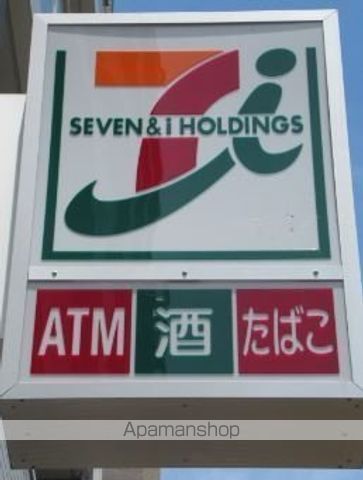 SEVEN & i HOLDINGS
ATM 酒 たばこ
Apamanshop